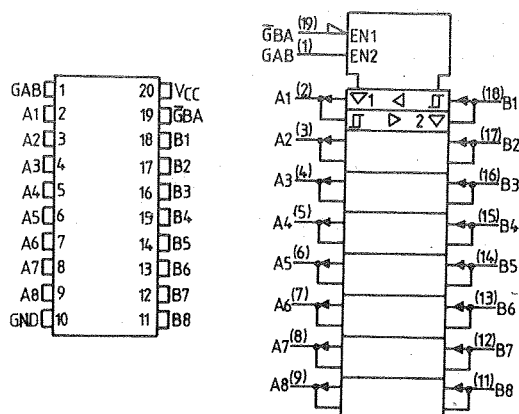 GAB 1 20 VCC
A1 2 19 G̅BA
A2 3 18 B1
A3 4 17 B2
A4 5 16 B3
A5 6 15 B4
A6 7 14 B5
A7 8 13 B6
A8 9 12 B7
GND 10 11 B8
G̅BA (19) EN1
GAB (1) EN2
A1 (2) 1 (18) B1
2
A2 (3) (17) B2
A3 (4) (16) B3
A4 (5) (15) B4
A5 (6) (14) B5
A6 (7) (13) B6
A7 (8) (12) B7
A8 (9) (11) B8